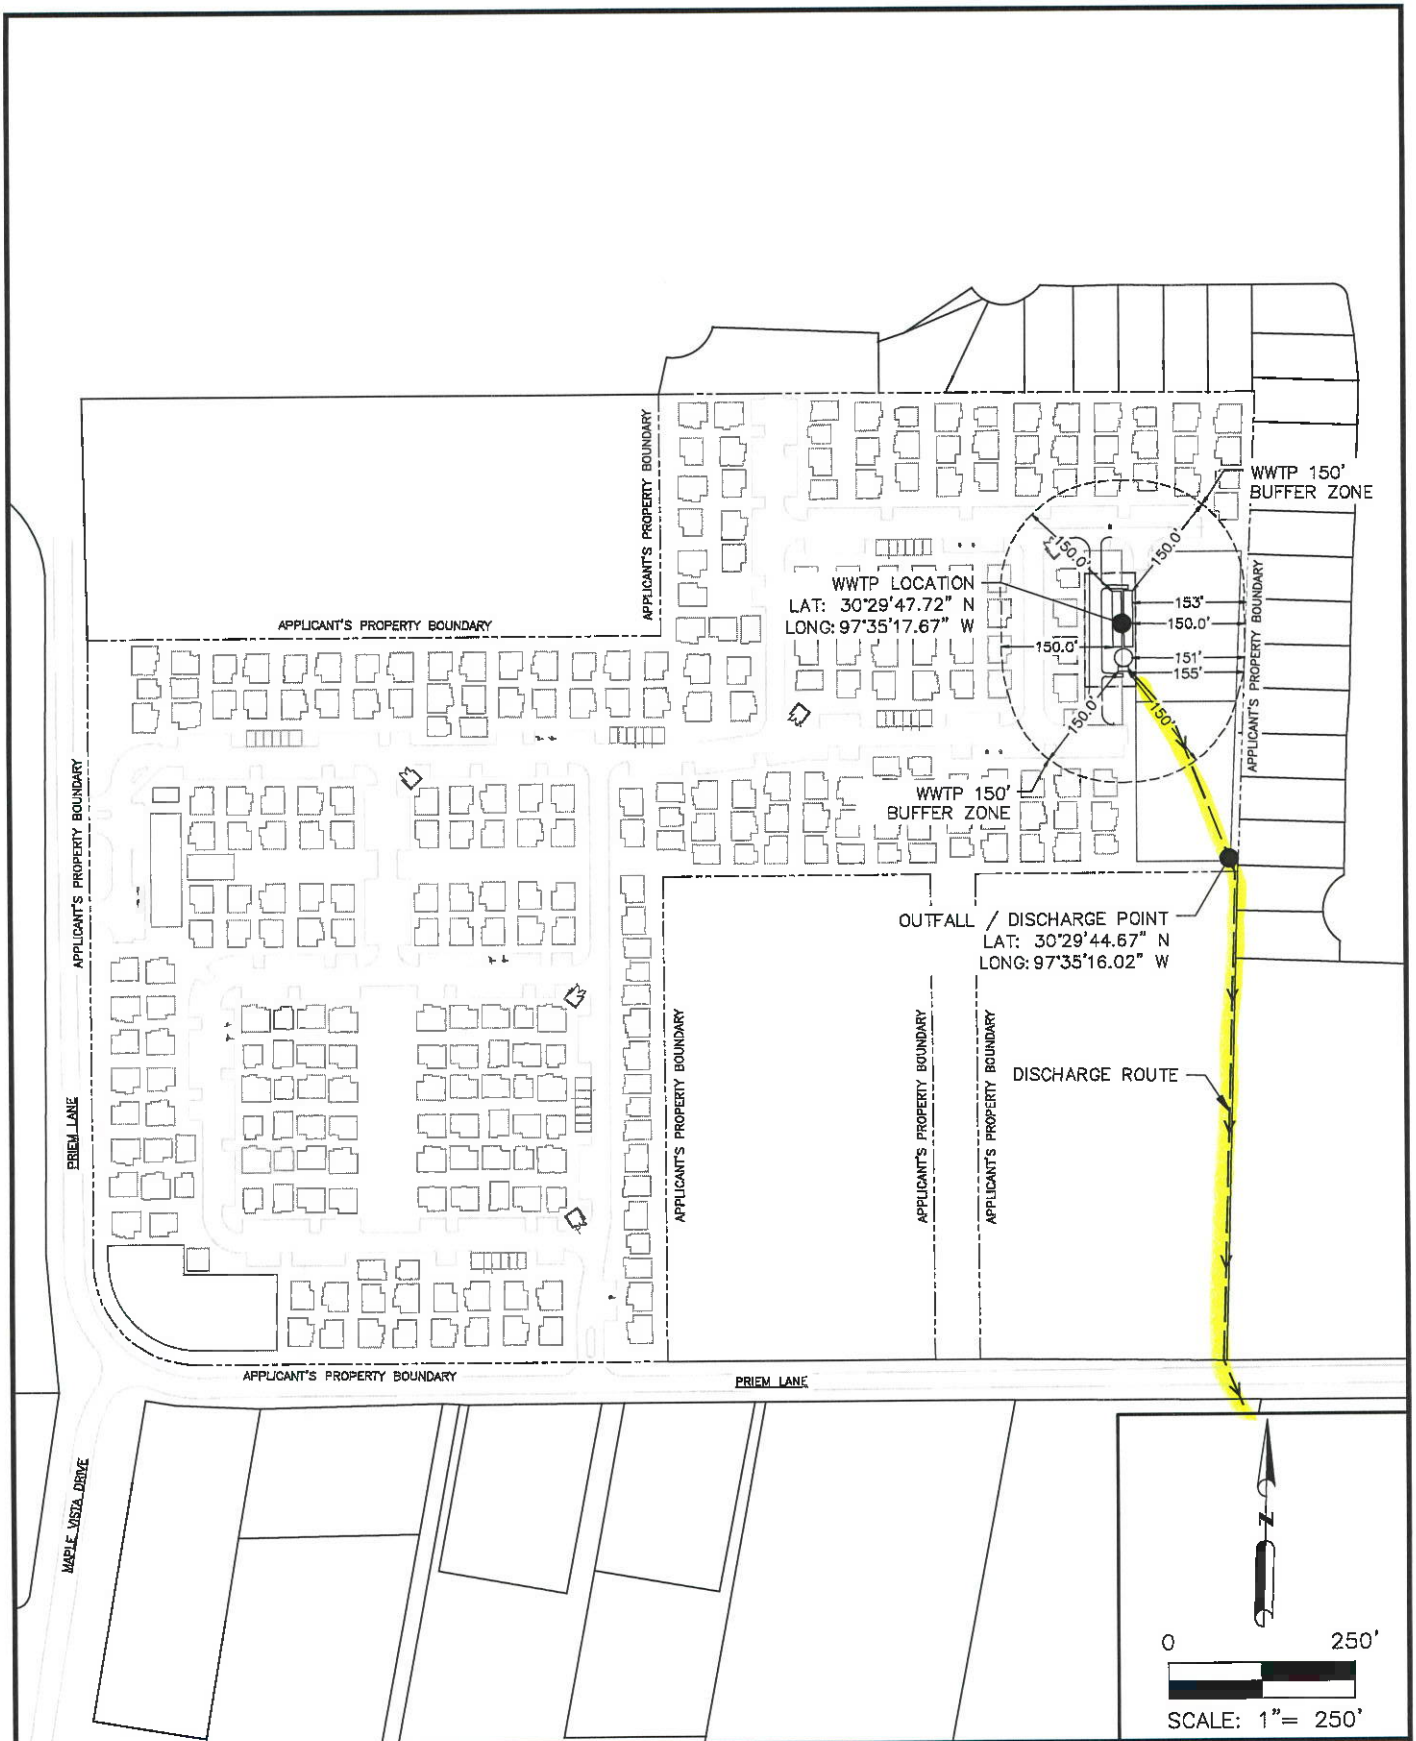 APPLICANT'S PROPERTY BOUNDARY
WWTP 150'
BUFFER ZONE
150.0'
150.0'
WWTP LOCATION
LAT: 30°29'47.72" N
LONG: 97°35'17.67" W
153'
150.0'
150.0'
151'
155'
APPLICANT'S PROPERTY BOUNDARY
APPLICANT'S PROPERTY BOUNDARY
150.0'
150'
WWTP 150'
BUFFER ZONE
APPLICANT'S PROPERTY BOUNDARY
OUTFALL / DISCHARGE POINT
LAT: 30°29'44.67" N
LONG: 97°35'16.02" W
APPLICANT'S PROPERTY BOUNDARY
APPLICANT'S PROPERTY BOUNDARY
APPLICANT'S PROPERTY BOUNDARY
DISCHARGE ROUTE
PRIEM LANE
APPLICANT'S PROPERTY BOUNDARY
PRIEM LANE
MAPLE VISTA DRIVE
N
0 250'
SCALE: 1"= 250'